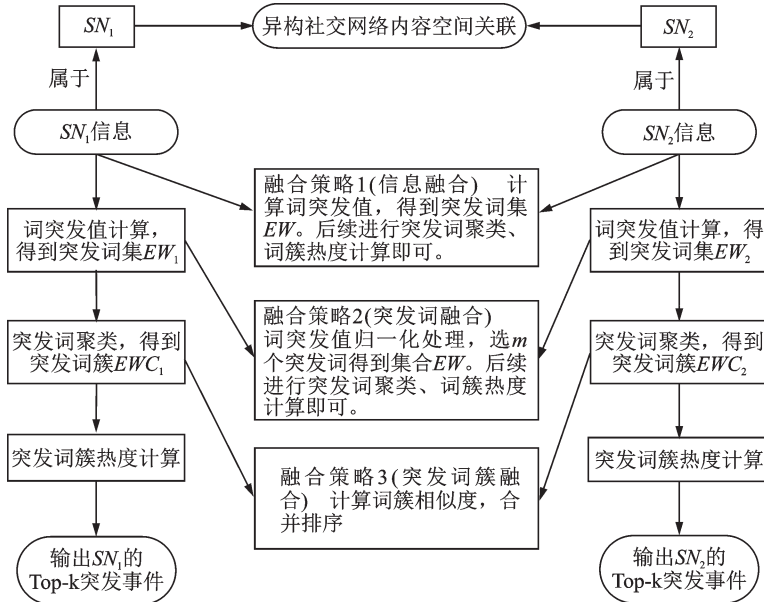 SN₁
异构社交网络内容空间关联
SN₂
属于
属于
SN₁信息
SN₂信息
融合策略1(信息融合) 计
算词突发值，得到突发词集
EW。后续进行突发词聚类、
词簇热度计算即可。
词突发值计算，
得到突发词集EW₁
词突发值计算，得
到突发词集EW₂
融合策略2(突发词融合)
词突发值归一化处理，选m
个突发词得到集合EW。后续
进行突发词聚类、词簇热度
计算即可。
突发词聚类，得到
突发词簇EWC₁
突发词聚类，得到
突发词簇EWC₂
突发词簇热度计算
突发词簇热度计算
融合策略3(突发词簇融
合) 计算词簇相似度，合
并排序
输出SN₁的
Top-k突发事件
输出SN₂的
Top-k突发事件